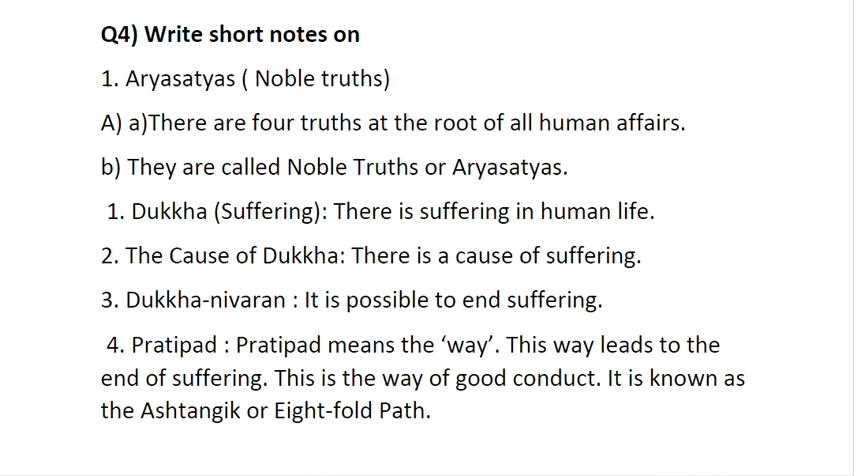 Q4) Write short notes on
1. Aryasatyas ( Noble truths)
A) a)There are four truths at the root of all human affairs.
b) They are called Noble Truths or Aryasatyas.
1. Dukkha (Suffering): There is suffering in human life.
2. The Cause of Dukkha: There is a cause of suffering.
3. Dukkha-nivaran : It is possible to end suffering.
4. Pratipad : Pratipad means the ‘way’. This way leads to the
end of suffering. This is the way of good conduct. It is known as
the Ashtangik or Eight-fold Path.